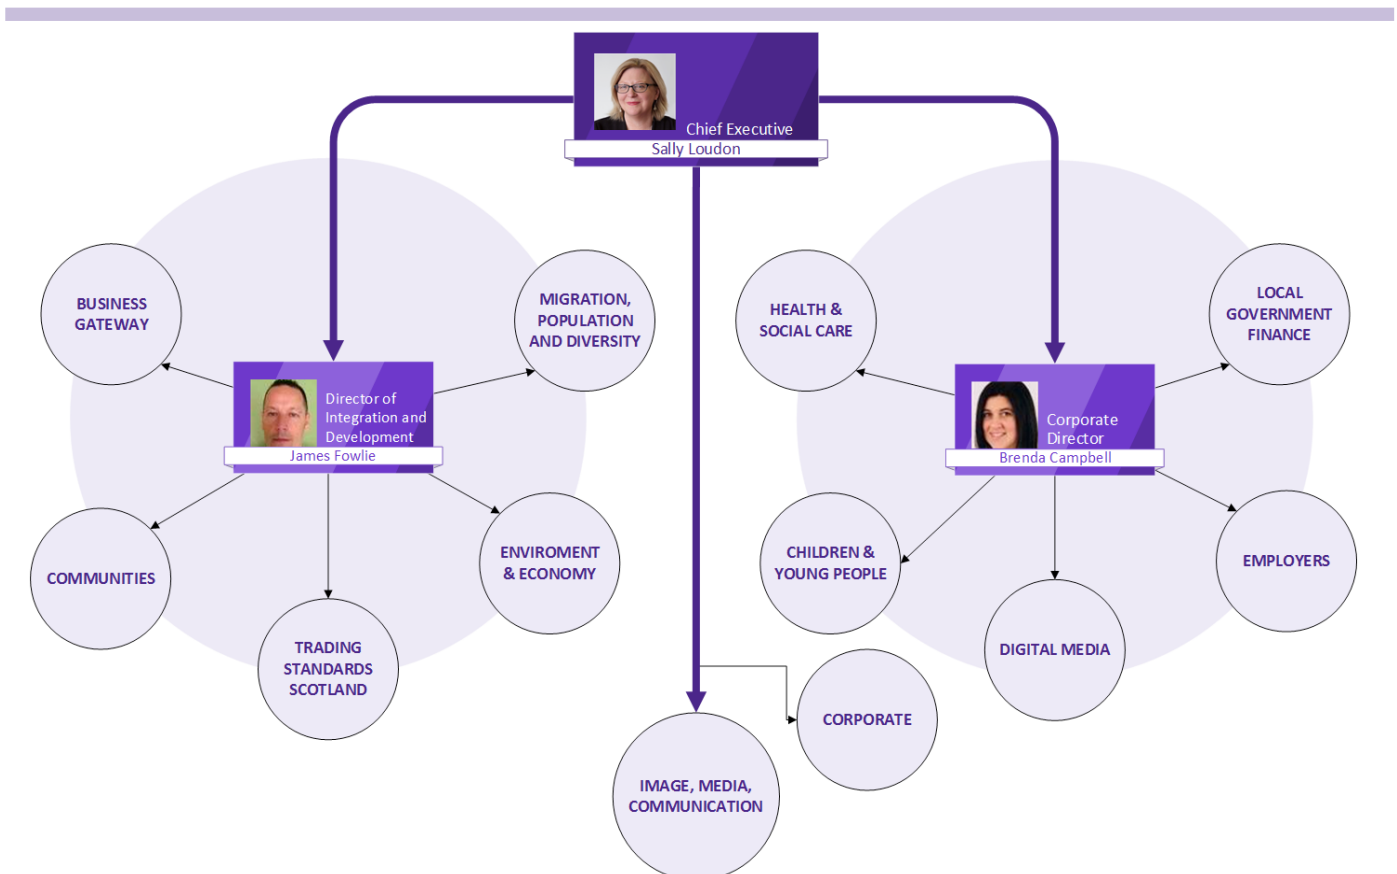 Chief Executive
Sally Loudon
BUSINESS
GATEWAY
MIGRATION,
POPULATION
AND DIVERSITY
Director of
Integration and
Development
James Fowlie
COMMUNITIES
TRADING
STANDARDS
SCOTLAND
ENVIROMENT
& ECONOMY
HEALTH &
SOCIAL CARE
LOCAL
GOVERNMENT
FINANCE
Corporate
Director
Brenda Campbell
CHILDREN &
YOUNG PEOPLE
DIGITAL MEDIA
EMPLOYERS
CORPORATE
IMAGE, MEDIA,
COMMUNICATION